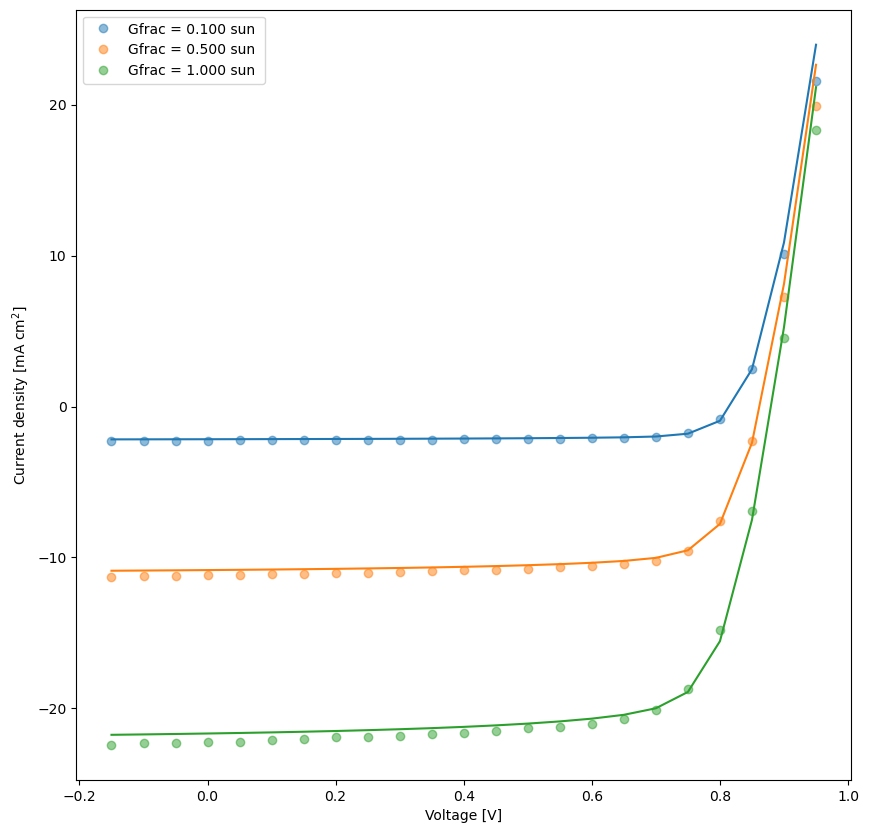 Gfrac = 0.100 sun
Gfrac = 0.500 sun
Gfrac = 1.000 sun
20
10
0
−10
−20
Current density [mA cm²]
−0.2
0.0
0.2
0.4
0.6
0.8
1.0
Voltage [V]